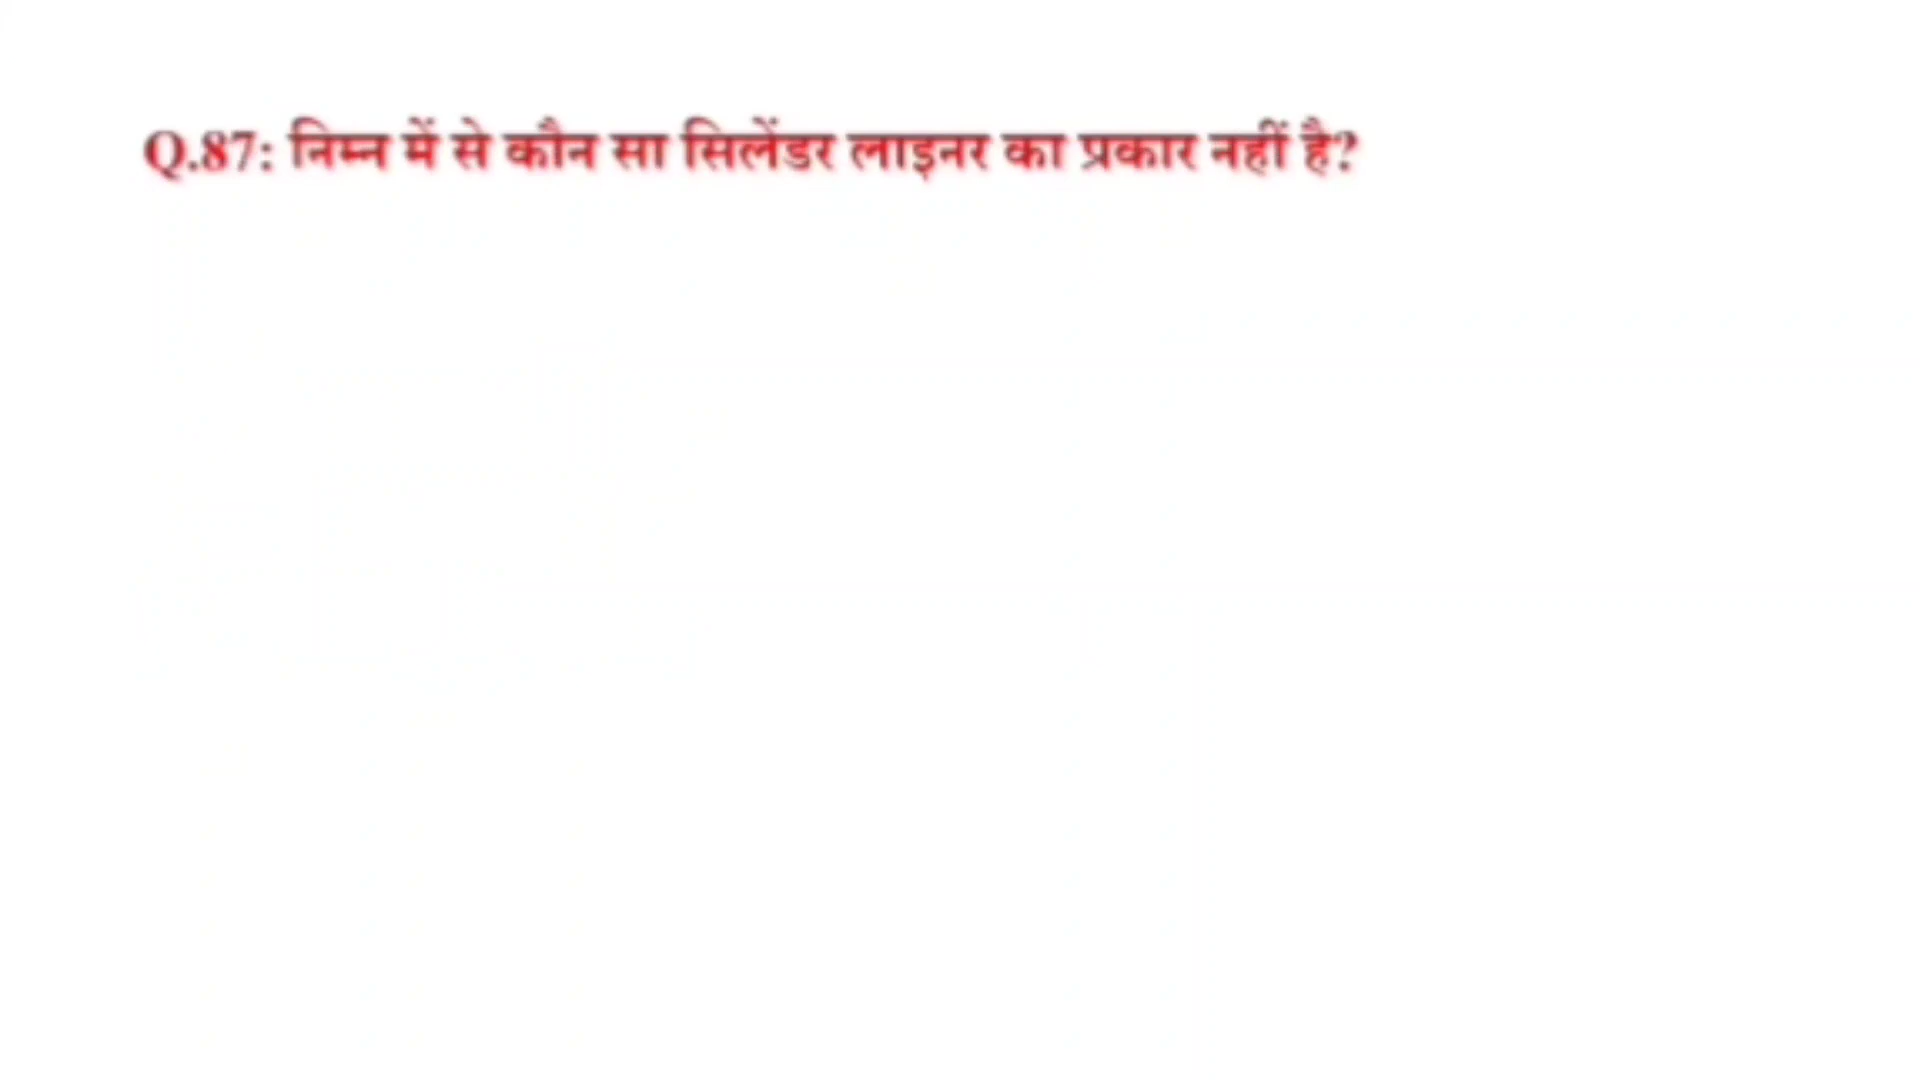 Q.87: निम्न में से कौन सा सिलेंडर लाइनर का प्रकार नहीं है?